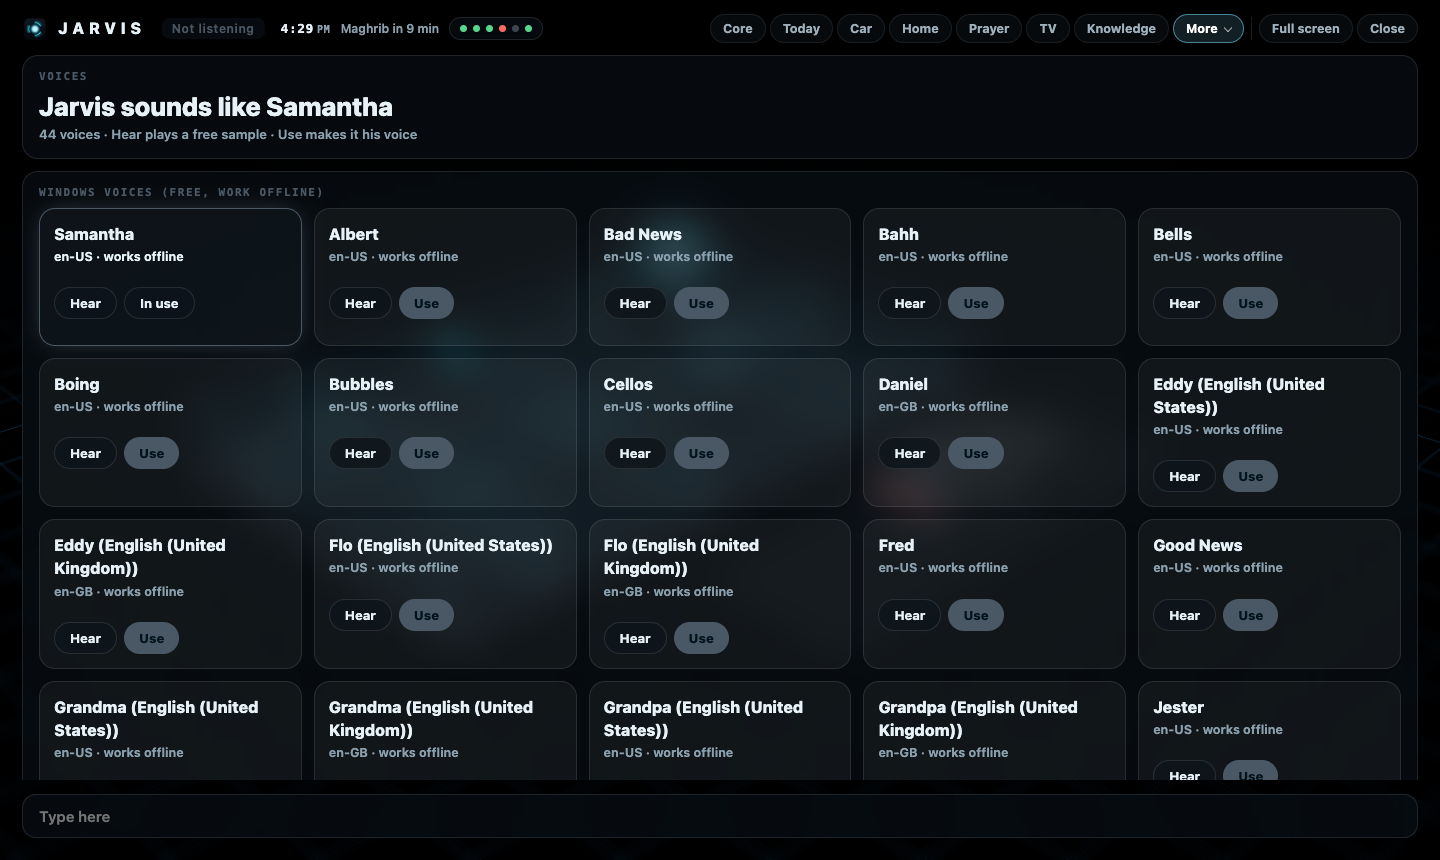 JARVIS Not listening 4:29 PM Maghrib in 9 min Core Today Car Home Prayer TV Knowledge More Full screen Close
VOICES
Jarvis sounds like Samantha
44 voices · Hear plays a free sample · Use makes it his voice
WINDOWS VOICES (FREE, WORK OFFLINE)
Samantha
en-US · works offline
Hear In use
Albert
en-US · works offline
Hear Use
Bad News
en-US · works offline
Hear Use
Bahh
en-US · works offline
Hear Use
Bells
en-US · works offline
Hear Use
Boing
en-US · works offline
Hear Use
Bubbles
en-US · works offline
Hear Use
Cellos
en-US · works offline
Hear Use
Daniel
en-GB · works offline
Hear Use
Eddy (English (United
States))
en-US · works offline
Hear Use
Eddy (English (United
Kingdom))
en-GB · works offline
Hear Use
Flo (English (United States))
en-US · works offline
Hear Use
Flo (English (United
Kingdom))
en-GB · works offline
Hear Use
Fred
en-US · works offline
Hear Use
Good News
en-US · works offline
Hear Use
Grandma (English (United
States))
en-US · works offline
Grandma (English (United
Kingdom))
en-GB · works offline
Grandpa (English (United
States))
en-US · works offline
Grandpa (English (United
Kingdom))
en-GB · works offline
Jester
en-US · works offline
Hear Use
Type here